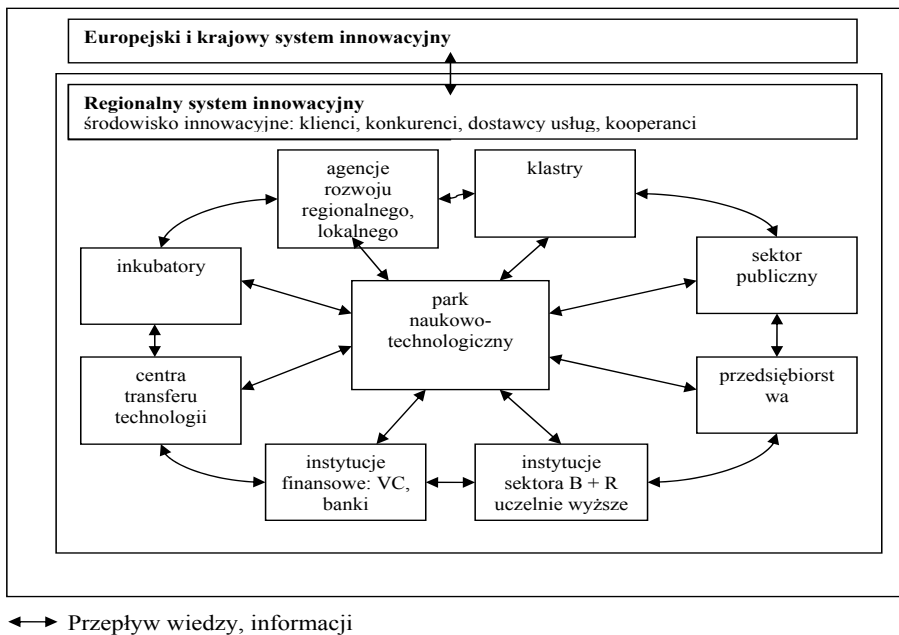 Europejski i krajowy system innowacyjny
Regionalny system innowacyjny
środowisko innowacyjne: klienci, konkurenci, dostawcy usług, kooperanci
agencje
rozwoju
regionalnego,
lokalnego
klastry
inkubatory
sektor
publiczny
park
naukowo-
technologiczny
centra
transferu
technologii
przedsiębiorst
wa
instytucje
finansowe: VC,
banki
instytucje
sektora B + R
uczelnie wyższe
Przepływ wiedzy, informacji